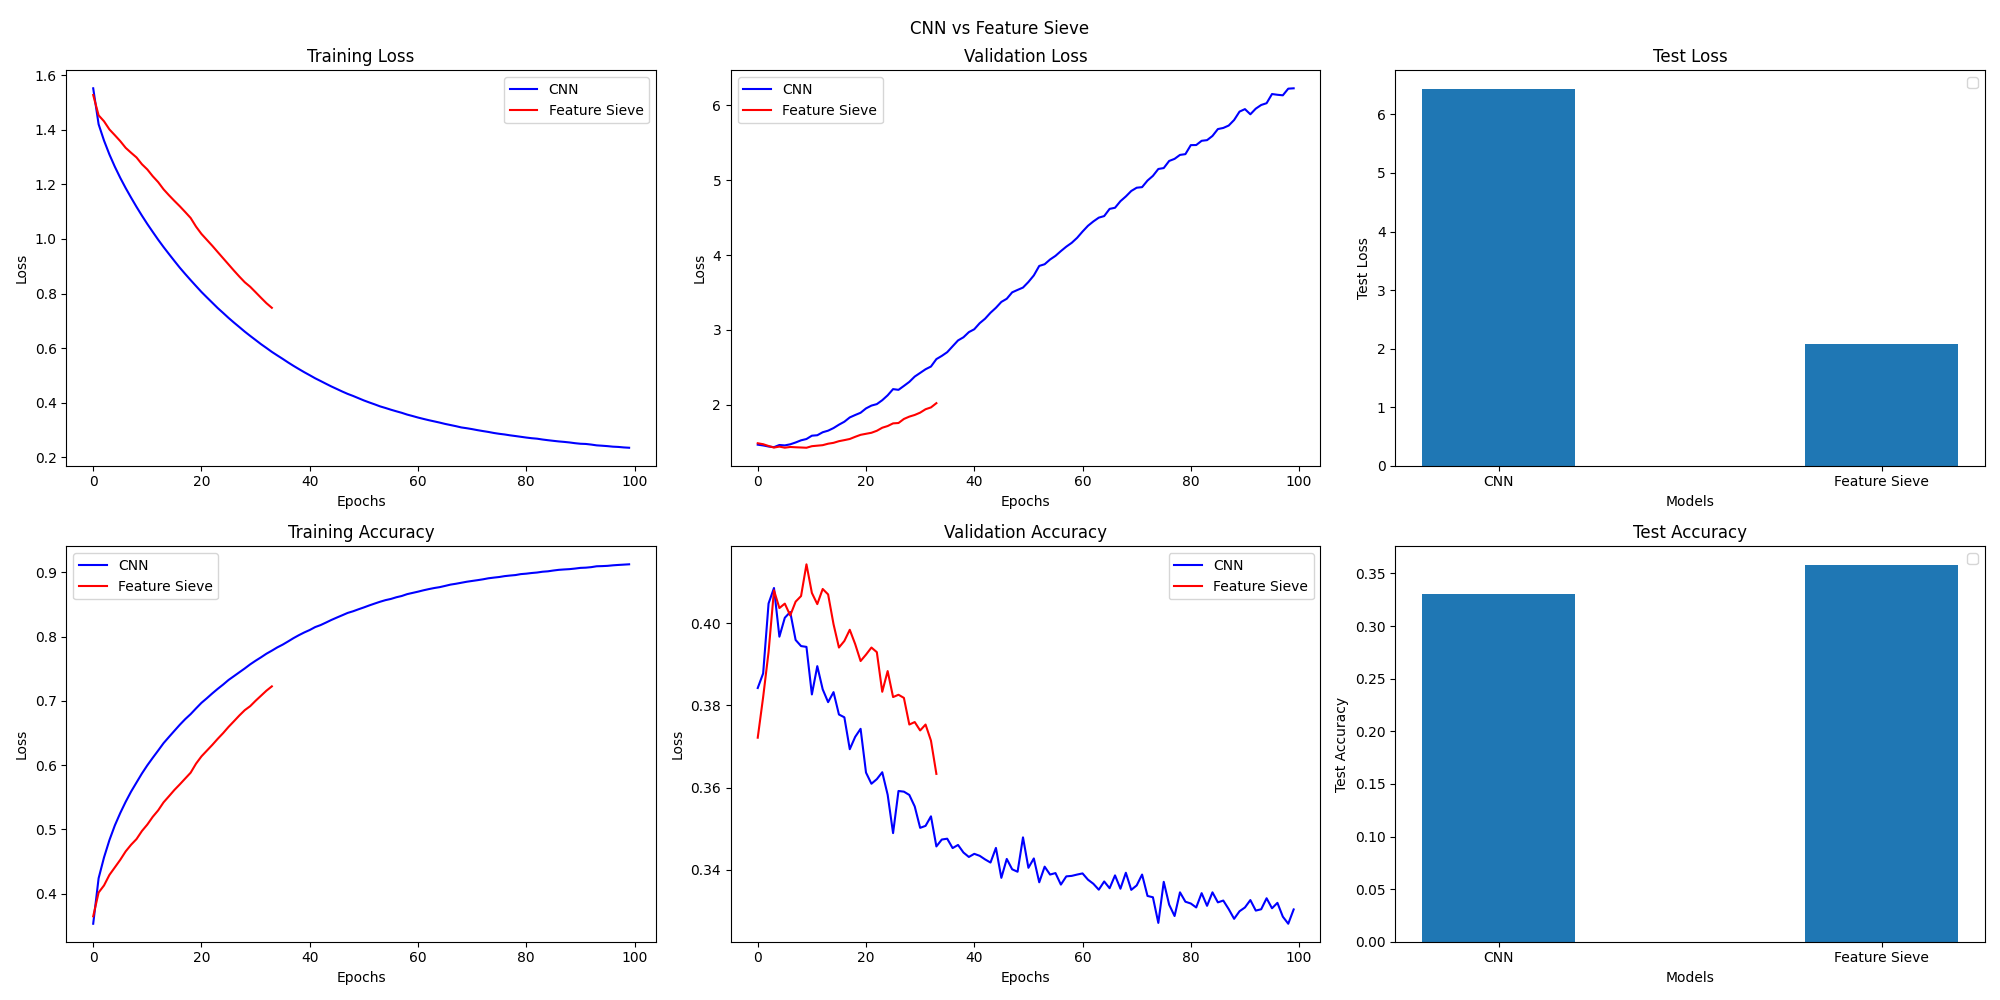 CNN vs Feature Sieve
Training Loss
1.6
1.4
1.2
1.0
0.8
0.6
0.4
0.2
Loss
0
20
40
60
80
100
Epochs
CNN
Feature Sieve
Validation Loss
6
5
4
3
2
Loss
0
20
40
60
80
100
Epochs
CNN
Feature Sieve
Test Loss
6
5
4
3
2
1
0
Test Loss
CNN
Feature Sieve
Models
Training Accuracy
0.9
0.8
0.7
0.6
0.5
0.4
Loss
0
20
40
60
80
100
Epochs
CNN
Feature Sieve
Validation Accuracy
0.40
0.38
0.36
0.34
Loss
0
20
40
60
80
100
Epochs
CNN
Feature Sieve
Test Accuracy
0.35
0.30
0.25
0.20
0.15
0.10
0.05
0.00
Test Accuracy
CNN
Feature Sieve
Models